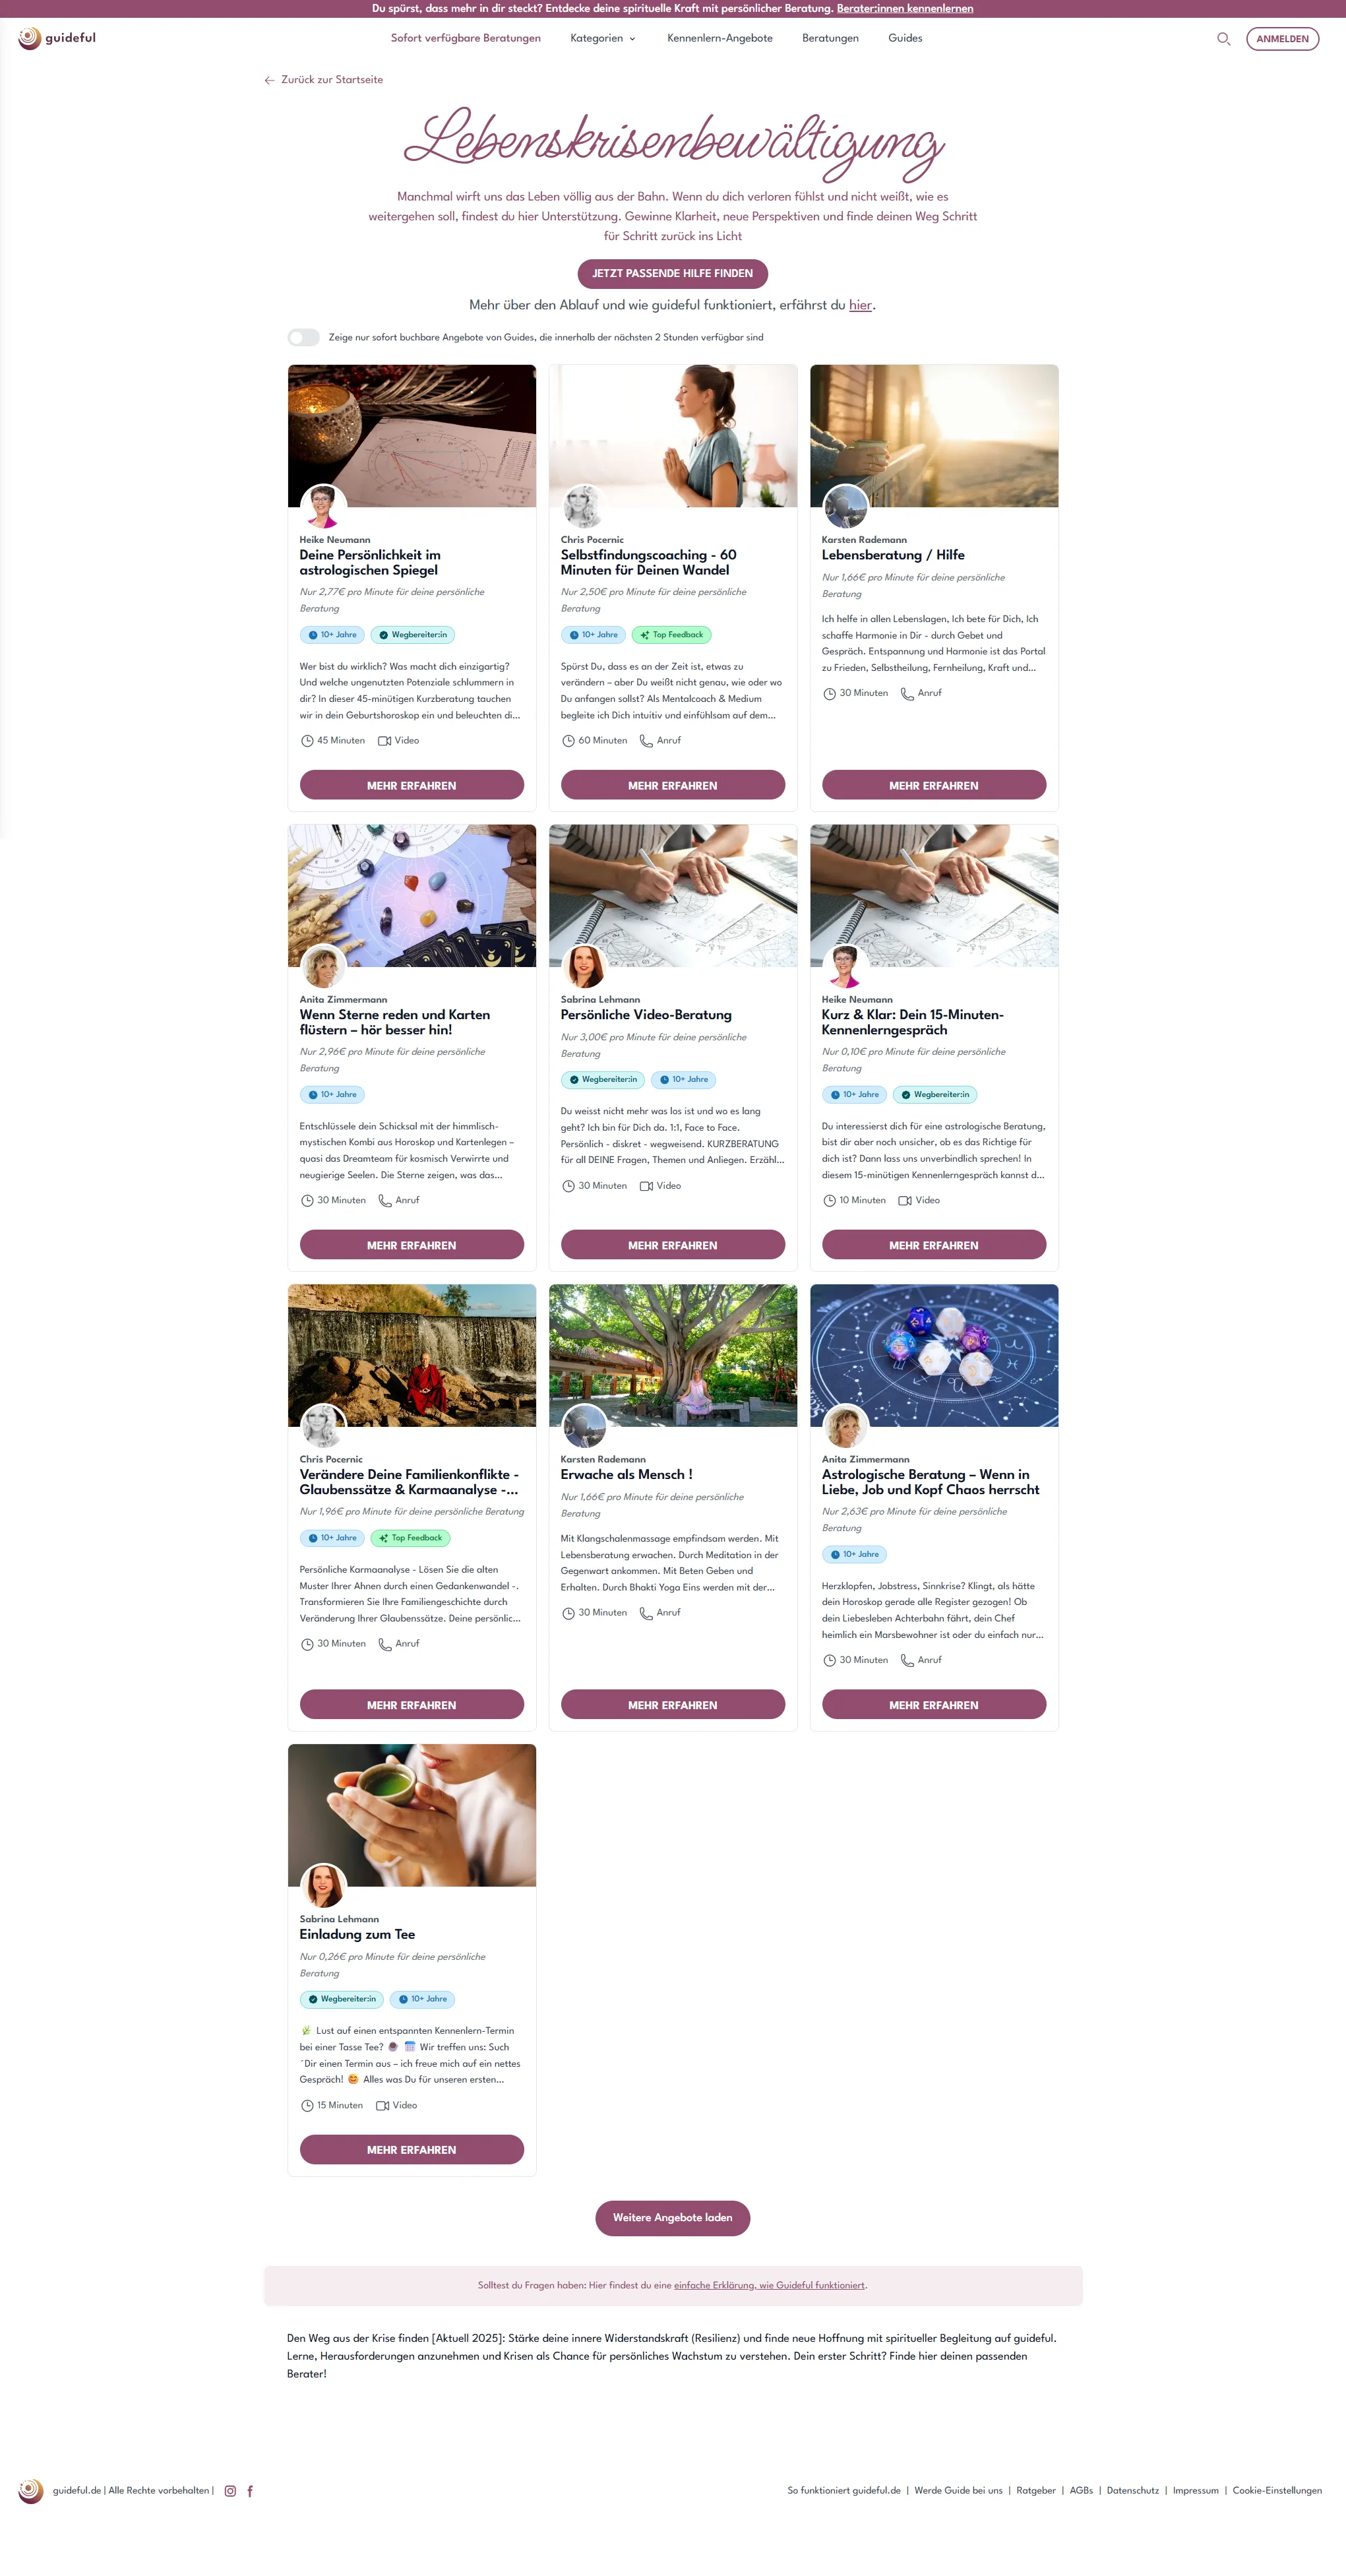 Du spürst, dass mehr in dir steckt? Entdecke deine spirituelle Kraft mit persönlicher Beratung. Berater:innen kennenlernen
guideful
Sofort verfügbare Beratungen
Kategorien
Kennenlern-Angebote
Beratungen
Guides
ANMELDEN
Zurück zur Startseite
Lebenskrisenbewältigung
Manchmal wirft uns das Leben völlig aus der Bahn. Wenn du dich verloren fühlst und nicht weißt, wie es
weitergehen soll, findest du hier Unterstützung. Gewinne Klarheit, neue Perspektiven und finde deinen Weg Schritt
für Schritt zurück ins Licht
JETZT PASSENDE HILFE FINDEN
Mehr über den Ablauf und wie guideful funktioniert, erfährst du hier.
Zeige nur sofort buchbare Angebote von Guides, die innerhalb der nächsten 2 Stunden verfügbar sind
Heike Neumann
Deine Persönlichkeit im
astrologischen Spiegel
Nur 2,77€ pro Minute für deine persönliche
Beratung
10+ Jahre
Wegbereiter:in
Wer bist du wirklich? Was macht dich einzigartig?
Und welche ungenutzten Potenziale schlummern in
dir? In dieser 45-minütigen Kurzberatung tauchen
wir in dein Geburtshoroskop ein und beleuchten di...
45 Minuten
Video
MEHR ERFAHREN
Chris Pocernic
Selbstfindungscoaching - 60
Minuten für Deinen Wandel
Nur 2,50€ pro Minute für deine persönliche
Beratung
10+ Jahre
Top Feedback
Spürst Du, dass es an der Zeit ist, etwas zu
verändern – aber Du weißt nicht genau, wie oder wo
Du anfangen sollst? Als Mentalcoach & Medium
begleite ich Dich intuitiv und einfühlsam auf dem...
60 Minuten
Anruf
MEHR ERFAHREN
Karsten Rademann
Lebensberatung / Hilfe
Nur 1,66€ pro Minute für deine persönliche
Beratung
Ich helfe in allen Lebenslagen, Ich bete für Dich, Ich
schaffe Harmonie in Dir - durch Gebet und
Gespräch. Entspannung und Harmonie ist das Portal
zu Frieden, Selbstheilung, Fernheilung, Kraft und...
30 Minuten
Anruf
MEHR ERFAHREN
Anita Zimmermann
Wenn Sterne reden und Karten
flüstern – hör besser hin!
Nur 2,96€ pro Minute für deine persönliche
Beratung
10+ Jahre
Entschlüssele dein Schicksal mit der himmlisch-
mystischen Kombi aus Horoskop und Kartenlegen –
quasi das Dreamteam für kosmisch Verwirrte und
neugierige Seelen. Die Sterne zeigen, was das...
30 Minuten
Anruf
MEHR ERFAHREN
Sabrina Lehmann
Persönliche Video-Beratung
Nur 3,00€ pro Minute für deine persönliche
Beratung
Wegbereiter:in
10+ Jahre
Du weisst nicht mehr was los ist und wo es lang
geht? Ich bin für Dich da. 1:1, Face to Face.
Persönlich - diskret - wegweisend. KURZBERATUNG
für all DEINE Fragen, Themen und Anliegen. Erzähl...
30 Minuten
Video
MEHR ERFAHREN
Heike Neumann
Kurz & Klar: Dein 15-Minuten-
Kennenlerngespräch
Nur 0,10€ pro Minute für deine persönliche
Beratung
10+ Jahre
Wegbereiter:in
Du interessierst dich für eine astrologische Beratung,
bist dir aber noch unsicher, ob es das Richtige für
dich ist? Dann lass uns unverbindlich sprechen! In
diesem 15-minütigen Kennenlerngespräch kannst d...
10 Minuten
Video
MEHR ERFAHREN
Chris Pocernic
Verändere Deine Familienkonflikte -
Glaubenssätze & Karmaanalyse -...
Nur 1,96€ pro Minute für deine persönliche Beratung
10+ Jahre
Top Feedback
Persönliche Karmaanalyse - Lösen Sie die alten
Muster Ihrer Ahnen durch einen Gedankenwandel -.
Transformieren Sie Ihre Familiengeschichte durch
Veränderung Ihrer Glaubenssätze. Deine persönlic...
30 Minuten
Anruf
MEHR ERFAHREN
Karsten Rademann
Erwache als Mensch !
Nur 1,66€ pro Minute für deine persönliche
Beratung
Mit Klangschalenmassage empfindsam werden. Mit
Lebensberatung erwachen. Durch Meditation in der
Gegenwart ankommen. Mit Beten Geben und
Erhalten. Durch Bhakti Yoga Eins werden mit der...
30 Minuten
Anruf
MEHR ERFAHREN
Anita Zimmermann
Astrologische Beratung – Wenn in
Liebe, Job und Kopf Chaos herrscht
Nur 2,63€ pro Minute für deine persönliche
Beratung
10+ Jahre
Herzklopfen, Jobstress, Sinnkrise? Klingt, als hätte
dein Horoskop gerade alle Register gezogen! Ob
dein Liebesleben Achterbahn fährt, dein Chef
heimlich ein Marsbewohner ist oder du einfach nur...
30 Minuten
Anruf
MEHR ERFAHREN
Sabrina Lehmann
Einladung zum Tee
Nur 0,26€ pro Minute für deine persönliche
Beratung
Wegbereiter:in
10+ Jahre
🌿 Lust auf einen entspannten Kennenlern-Termin
bei einer Tasse Tee? Wir treffen uns: Such
´Dir einen Termin aus – ich freue mich auf ein nettes
Gespräch! 😊 Alles was Du für unseren ersten...
15 Minuten
Video
MEHR ERFAHREN
Weitere Angebote laden
Solltest du Fragen haben: Hier findest du eine einfache Erklärung, wie Guideful funktioniert.
Den Weg aus der Krise finden [Aktuell 2025]: Stärke deine innere Widerstandskraft (Resilienz) und finde neue Hoffnung mit spiritueller Begleitung auf guideful.
Lerne, Herausforderungen anzunehmen und Krisen als Chance für persönliches Wachstum zu verstehen. Dein erster Schritt? Finde hier deinen passenden
Berater!
guideful.de | Alle Rechte vorbehalten |
So funktioniert guideful.de | Werde Guide bei uns | Ratgeber | AGBs | Datenschutz | Impressum | Cookie-Einstellungen